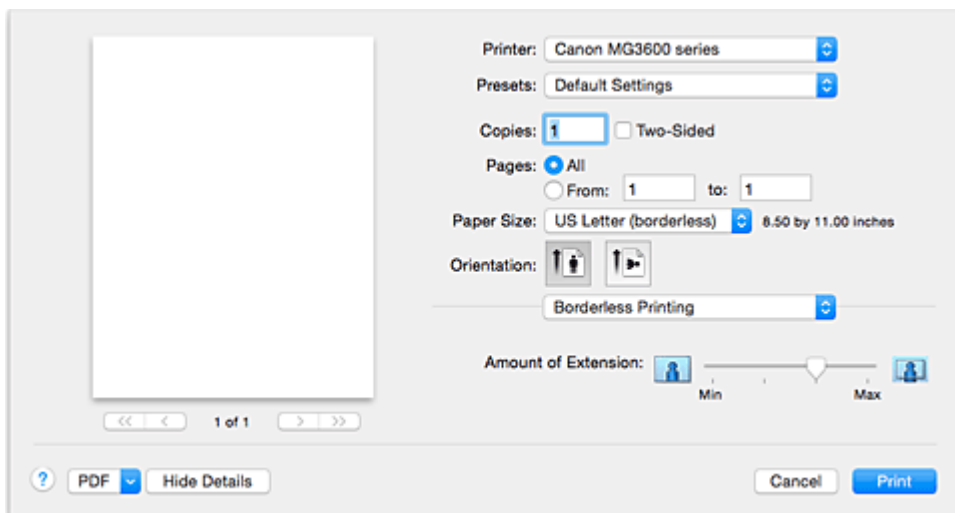 Printer: Canon MG3600 series
Presets: Default Settings
Copies: 1 Two-Sided
Pages: All
From: 1 to: 1
Paper Size: US Letter (borderless) 8.50 by 11.00 inches
Orientation:
Borderless Printing
Amount of Extension:
Min Max
<< < 1 of 1 > >>
? PDF Hide Details Cancel Print